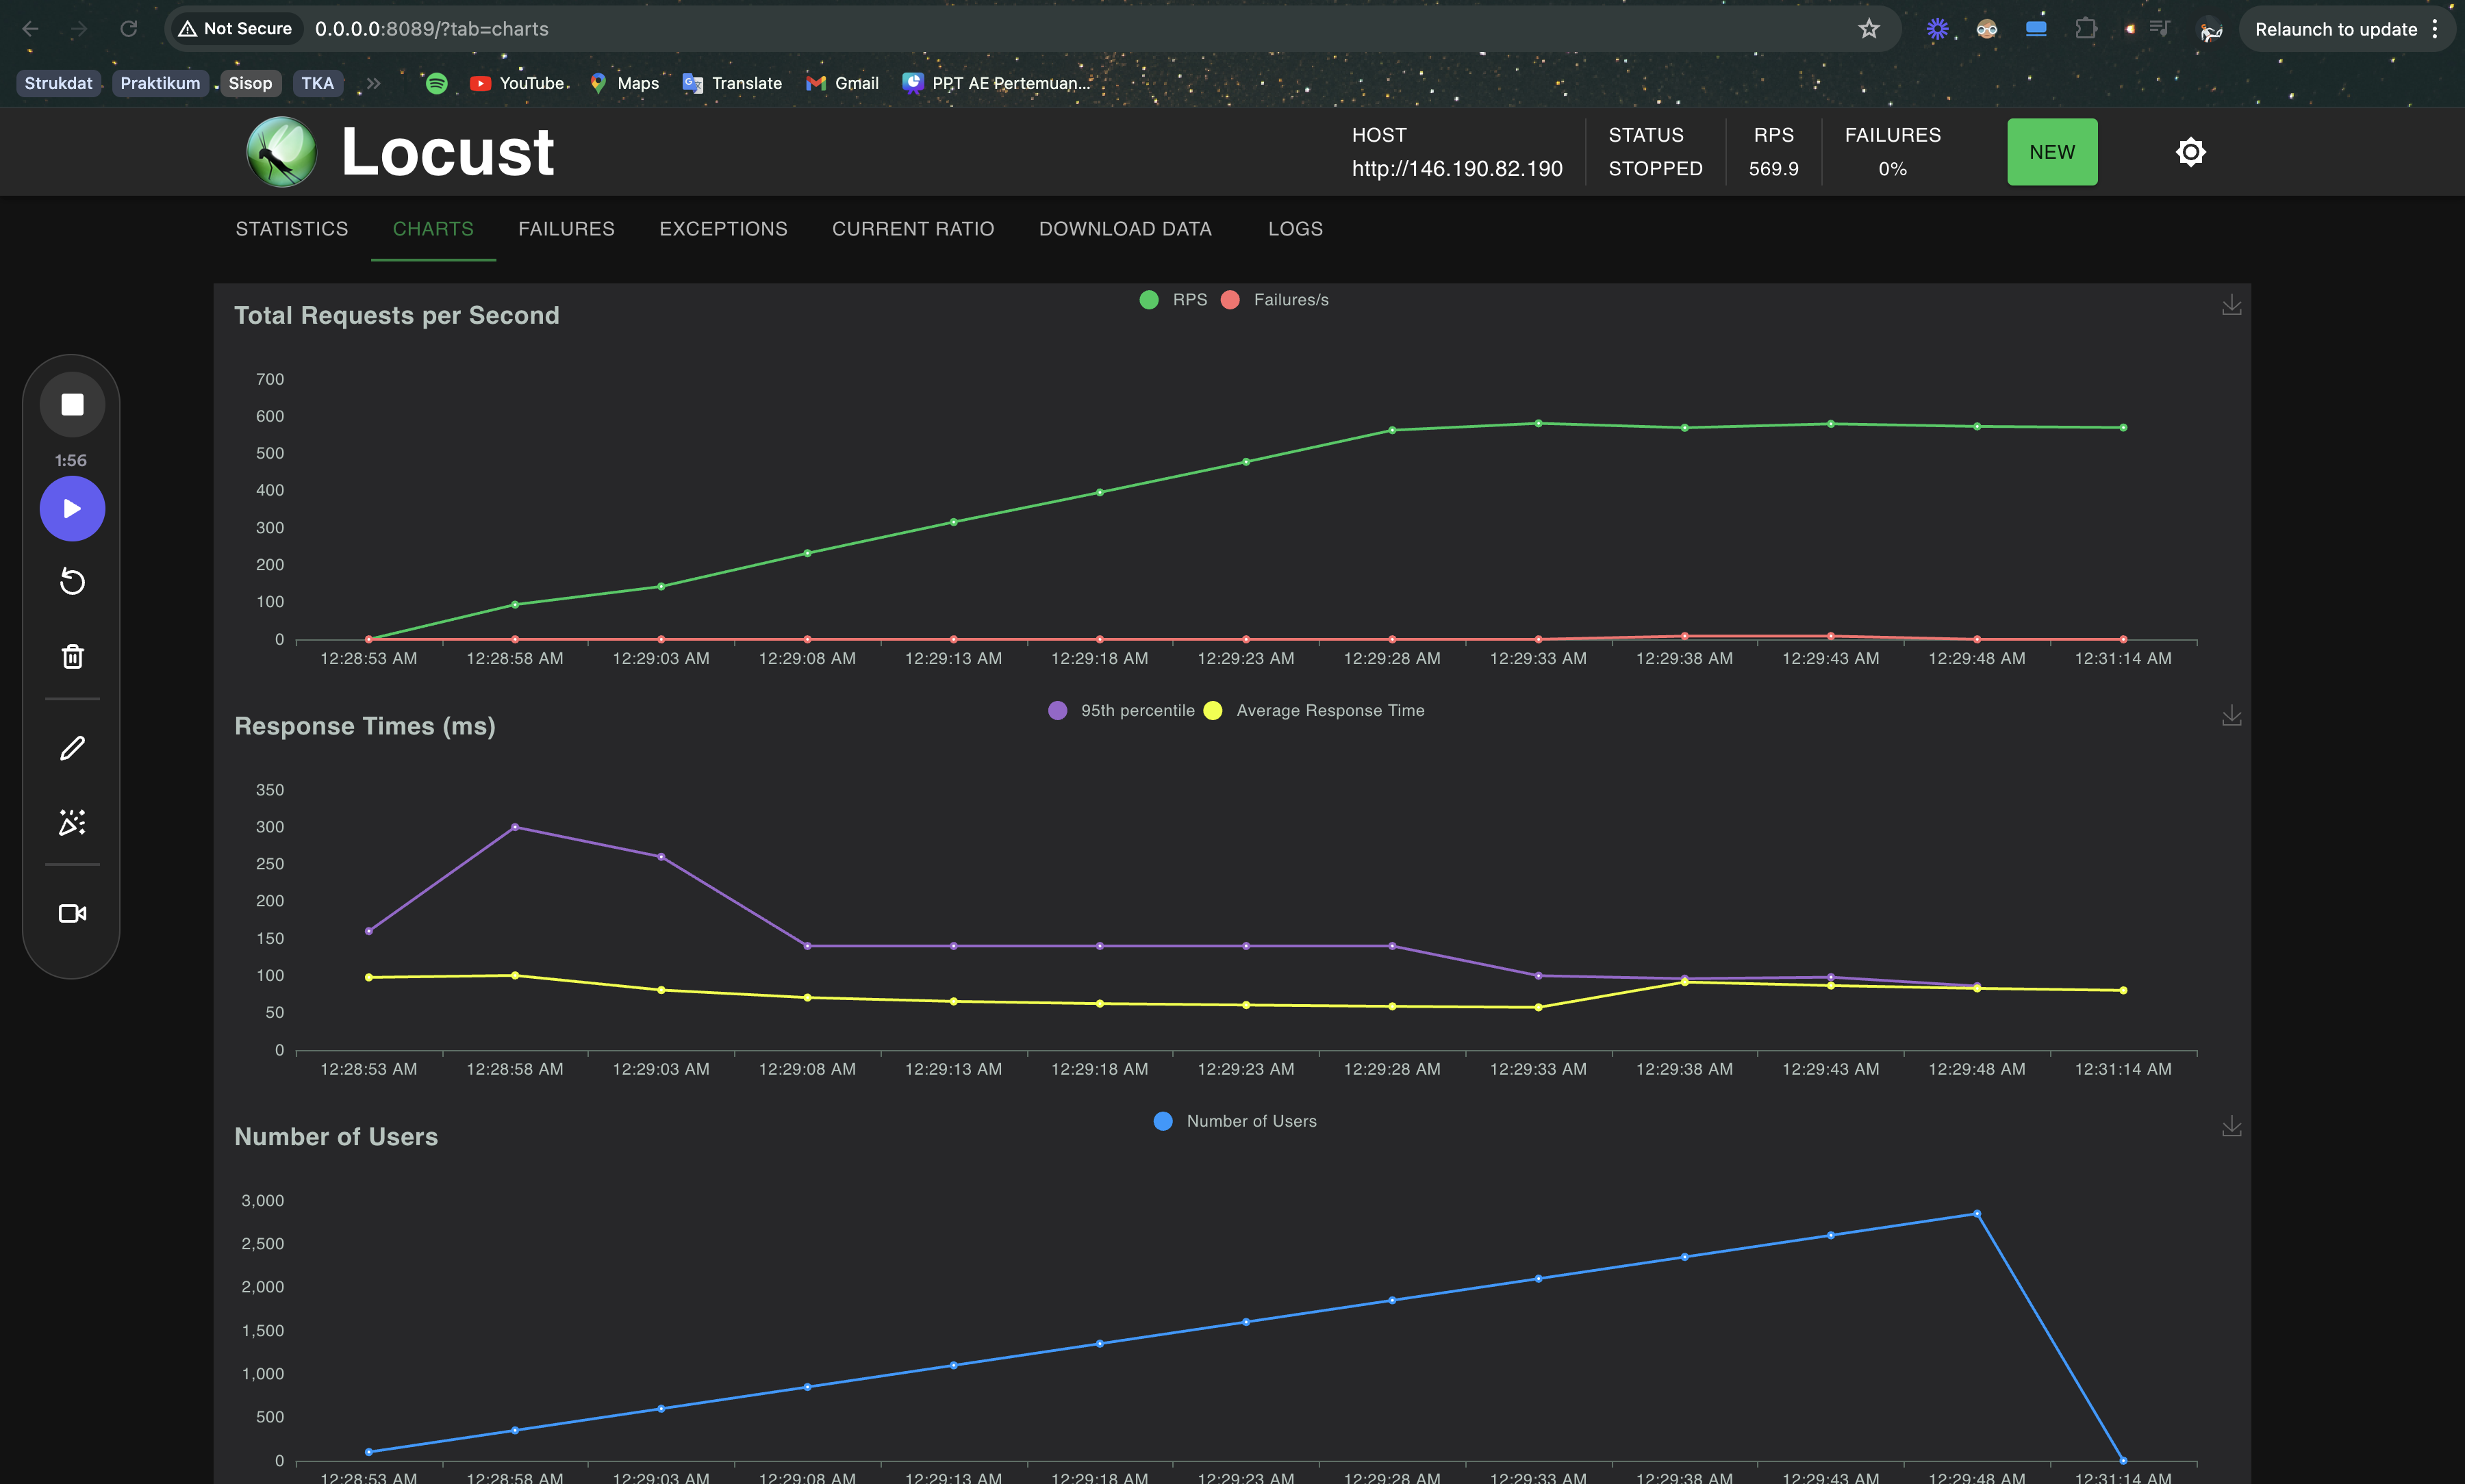 Not Secure 0.0.0.0:8089/?tab=charts Relaunch to update
Strukdat Praktikum Sisop TKA YouTube Maps Translate Gmail PPT AE Pertemuan...
Locust
HOST STATUS RPS FAILURES
http://146.190.82.190 STOPPED 569.9 0%
NEW
STATISTICS CHARTS FAILURES EXCEPTIONS CURRENT RATIO DOWNLOAD DATA LOGS
1:56
Total Requests per Second
RPS Failures/s
700
600
500
400
300
200
100
0
12:28:53 AM 12:28:58 AM 12:29:03 AM 12:29:08 AM 12:29:13 AM 12:29:18 AM 12:29:23 AM 12:29:28 AM 12:29:33 AM 12:29:38 AM 12:29:43 AM 12:29:48 AM 12:31:14 AM
Response Times (ms)
95th percentile Average Response Time
350
300
250
200
150
100
50
0
12:28:53 AM 12:28:58 AM 12:29:03 AM 12:29:08 AM 12:29:13 AM 12:29:18 AM 12:29:23 AM 12:29:28 AM 12:29:33 AM 12:29:38 AM 12:29:43 AM 12:29:48 AM 12:31:14 AM
Number of Users
Number of Users
3,000
2,500
2,000
1,500
1,000
500
0
12:28:53 AM 12:28:58 AM 12:29:03 AM 12:29:08 AM 12:29:13 AM 12:29:18 AM 12:29:23 AM 12:29:28 AM 12:29:33 AM 12:29:38 AM 12:29:43 AM 12:29:48 AM 12:31:14 AM